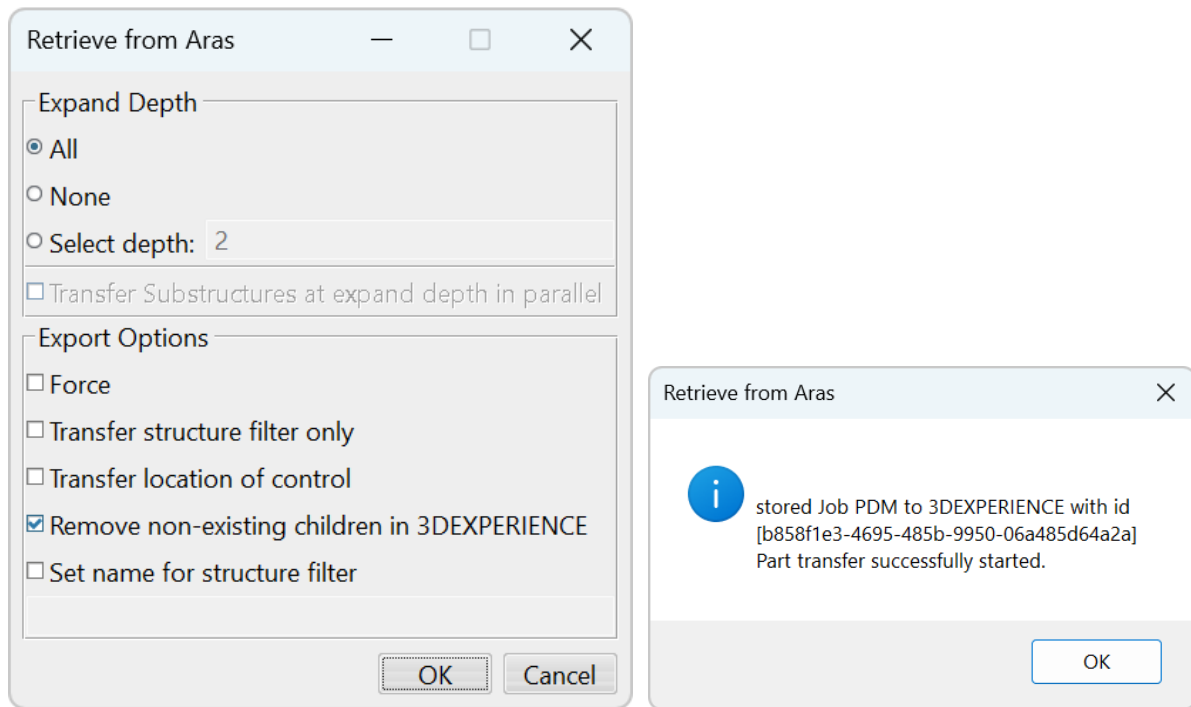 Retrieve from Aras
Expand Depth
All
None
Select depth: 2
Transfer Substructures at expand depth in parallel
Export Options
Force
Transfer structure filter only
Transfer location of control
Remove non-existing children in 3DEXPERIENCE
Set name for structure filter
OK Cancel
Retrieve from Aras
stored Job PDM to 3DEXPERIENCE with id
[b858f1e3-4695-485b-9950-06a485d64a2a]
Part transfer successfully started.
OK